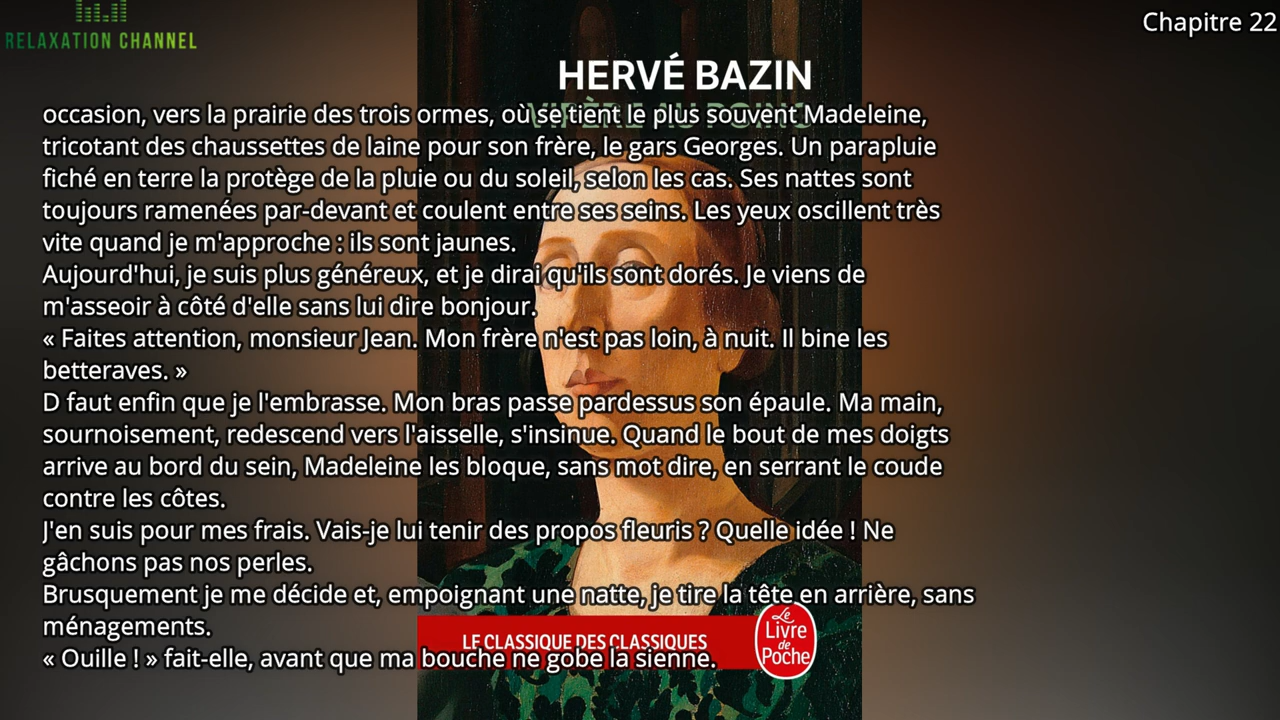 RELAXATION CHANNEL
Chapitre 22
HERVÉ BAZIN
VIPÈRE AU POING
occasion, vers la prairie des trois ormes, où se tient le plus souvent Madeleine,
tricotant des chaussettes de laine pour son frère, le gars Georges. Un parapluie
fiché en terre la protège de la pluie ou du soleil, selon les cas. Ses nattes sont
toujours ramenées par-devant et coulent entre ses seins. Les yeux oscillent très
vite quand je m'approche : ils sont jaunes.
Aujourd'hui, je suis plus généreux, et je dirai qu'ils sont dorés. Je viens de
m'asseoir à côté d'elle sans lui dire bonjour.
« Faites attention, monsieur Jean. Mon frère n'est pas loin, à nuit. Il bine les
betteraves. »
D faut enfin que je l'embrasse. Mon bras passe pardessus son épaule. Ma main,
sournoisement, redescend vers l'aisselle, s'insinue. Quand le bout de mes doigts
arrive au bord du sein, Madeleine les bloque, sans mot dire, en serrant le coude
contre les côtes.
J'en suis pour mes frais. Vais-je lui tenir des propos fleuris ? Quelle idée ! Ne
gâchons pas nos perles.
Brusquement je me décide et, empoignant une natte, je tire la tête en arrière, sans
ménagements.
« Ouille ! » fait-elle, avant que ma bouche ne gobe la sienne.
LE CLASSIQUE DES CLASSIQUES
Le
Livre
de
Poche